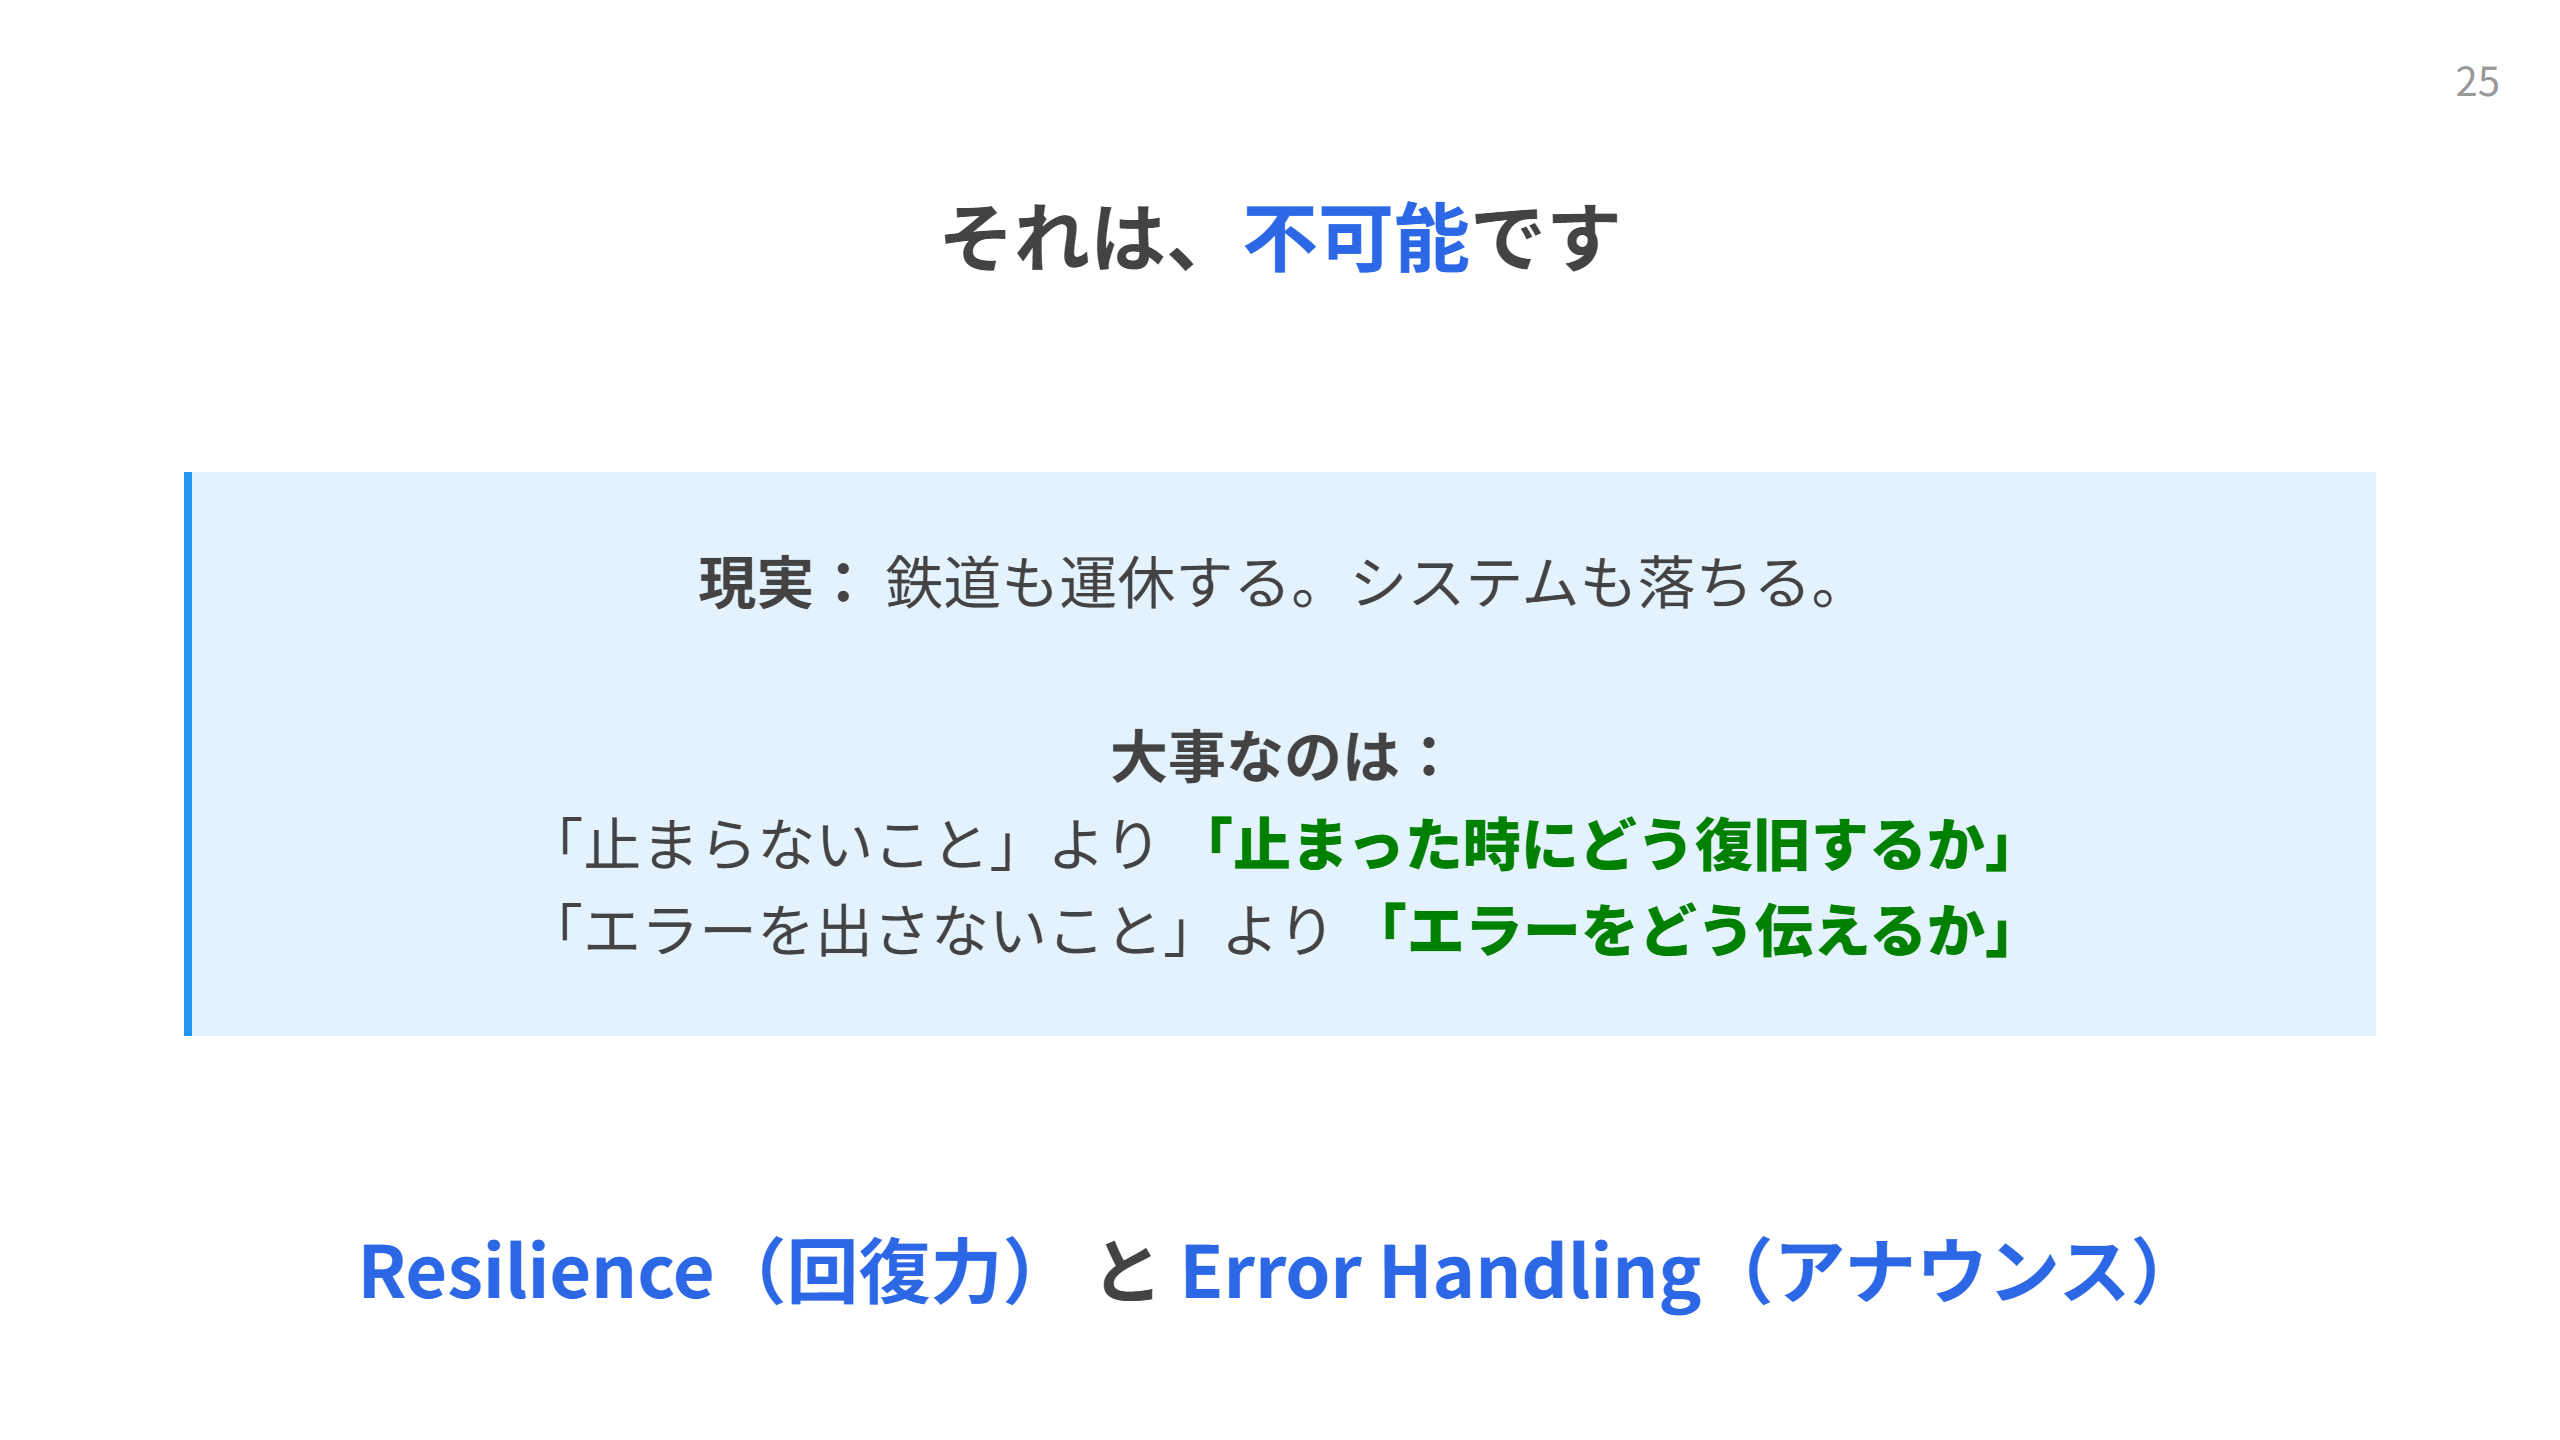 25
それは、不可能です
現実： 鉄道も運休する。システムも落ちる。
大事なのは：
「止まらないこと」より 「止まった時にどう復旧するか」
「エラーを出さないこと」より 「エラーをどう伝えるか」
Resilience（回復力） と Error Handling（アナウンス）